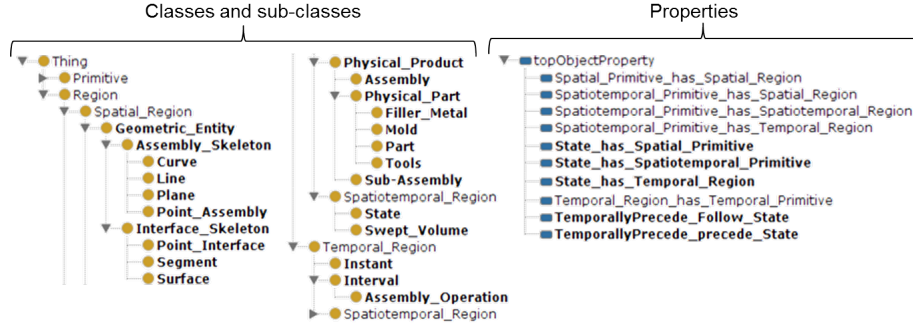 Classes and sub-classes
Thing
Primitive
Region
Spatial_Region
Geometric_Entity
Assembly_Skeleton
Curve
Line
Plane
Point_Assembly
Interface_Skeleton
Point_Interface
Segment
Surface
Physical_Product
Assembly
Physical_Part
Filler_Metal
Mold
Part
Tools
Sub-Assembly
Spatiotemporal_Region
State
Swept_Volume
Temporal_Region
Instant
Interval
Assembly_Operation
Spatiotemporal_Region
Properties
topObjectProperty
Spatial_Primitive_has_Spatial_Region
Spatiotemporal_Primitive_has_Spatial_Region
Spatiotemporal_Primitive_has_Spatiotemporal_Region
Spatiotemporal_Primitive_has_Temporal_Region
State_has_Spatial_Primitive
State_has_Spatiotemporal_Primitive
State_has_Temporal_Region
Temporal_Region_has_Temporal_Primitive
TemporallyPrecede_Follow_State
TemporallyPrecede_precede_State